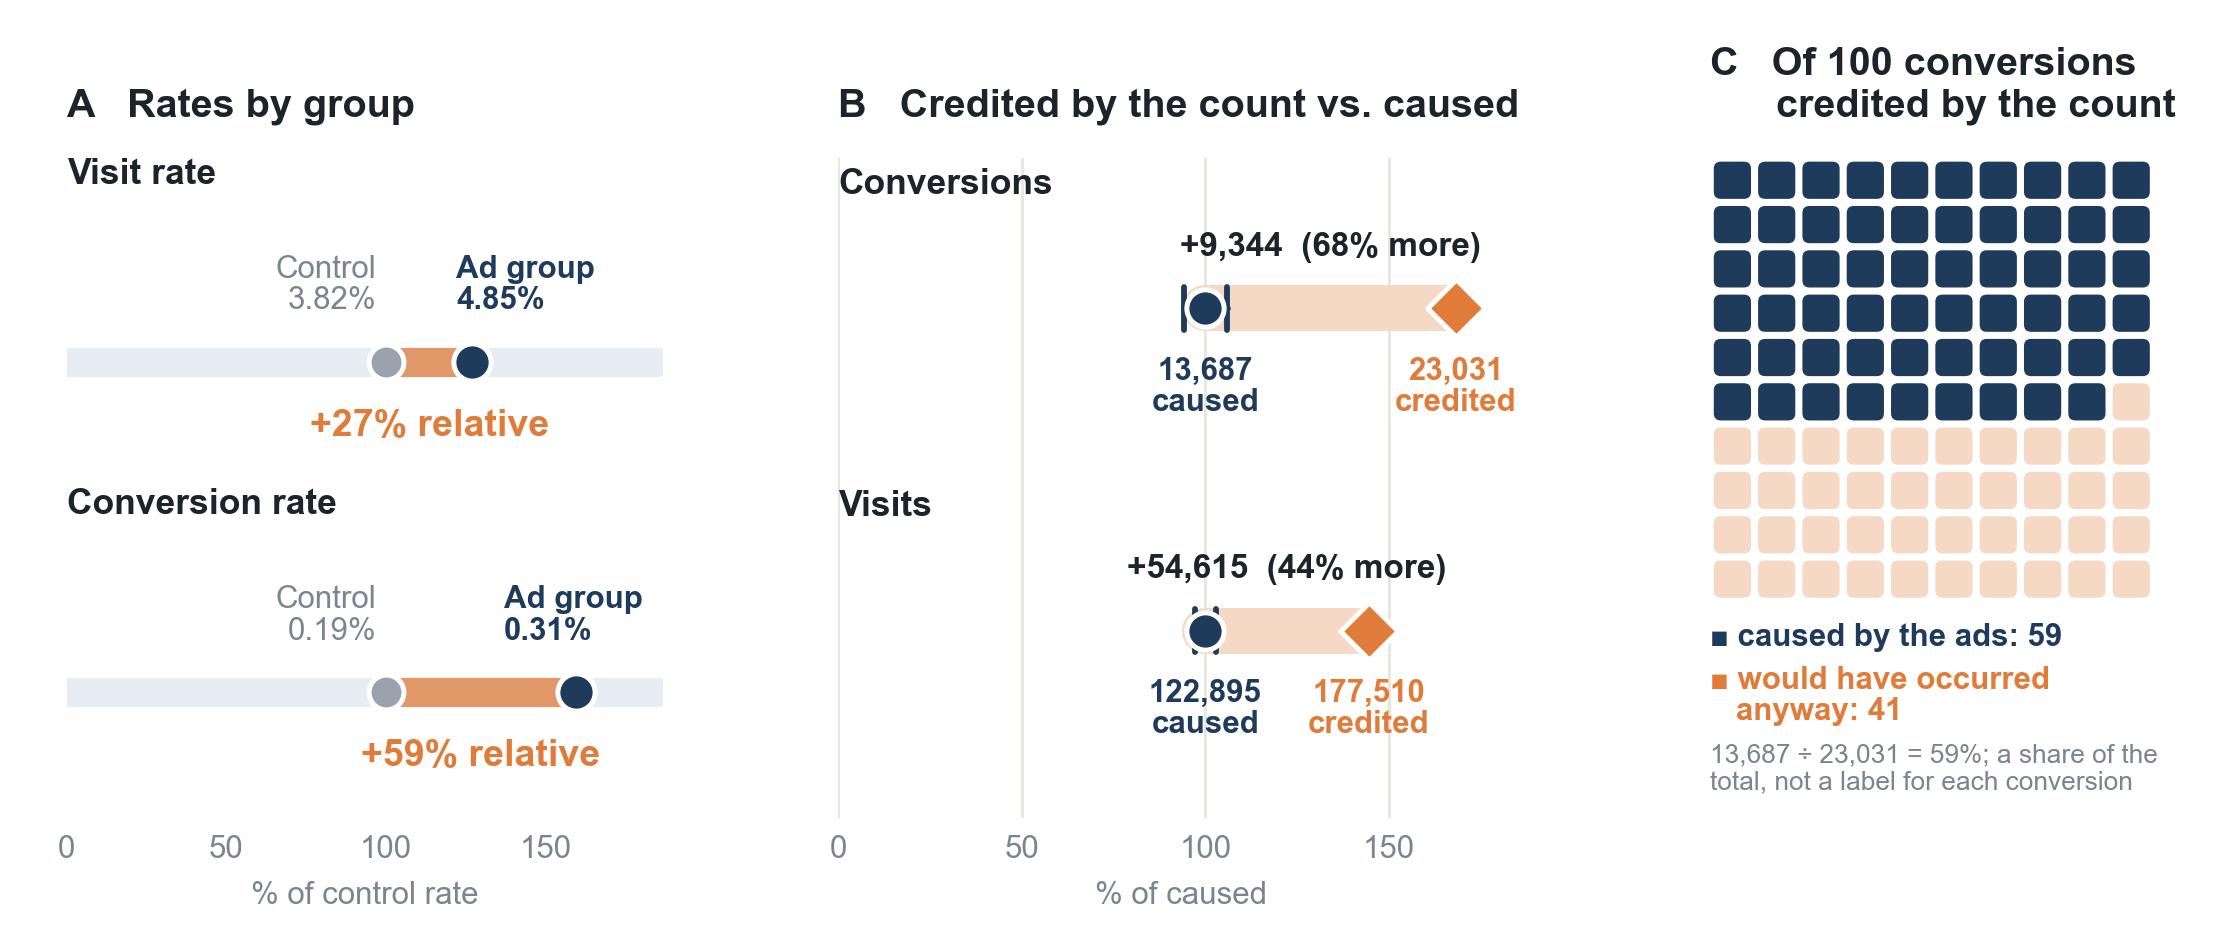 A Rates by group
Visit rate
Control
3.82%
Ad group
4.85%
+27% relative
Conversion rate
Control
0.19%
Ad group
0.31%
+59% relative
0 50 100 150
% of control rate
B Credited by the count vs. caused
Conversions
+9,344 (68% more)
13,687
caused
23,031
credited
Visits
+54,615 (44% more)
122,895
caused
177,510
credited
0 50 100 150
% of caused
C Of 100 conversions
credited by the count
caused by the ads: 59
would have occurred
anyway: 41
13,687 ÷ 23,031 = 59%; a share of the
total, not a label for each conversion